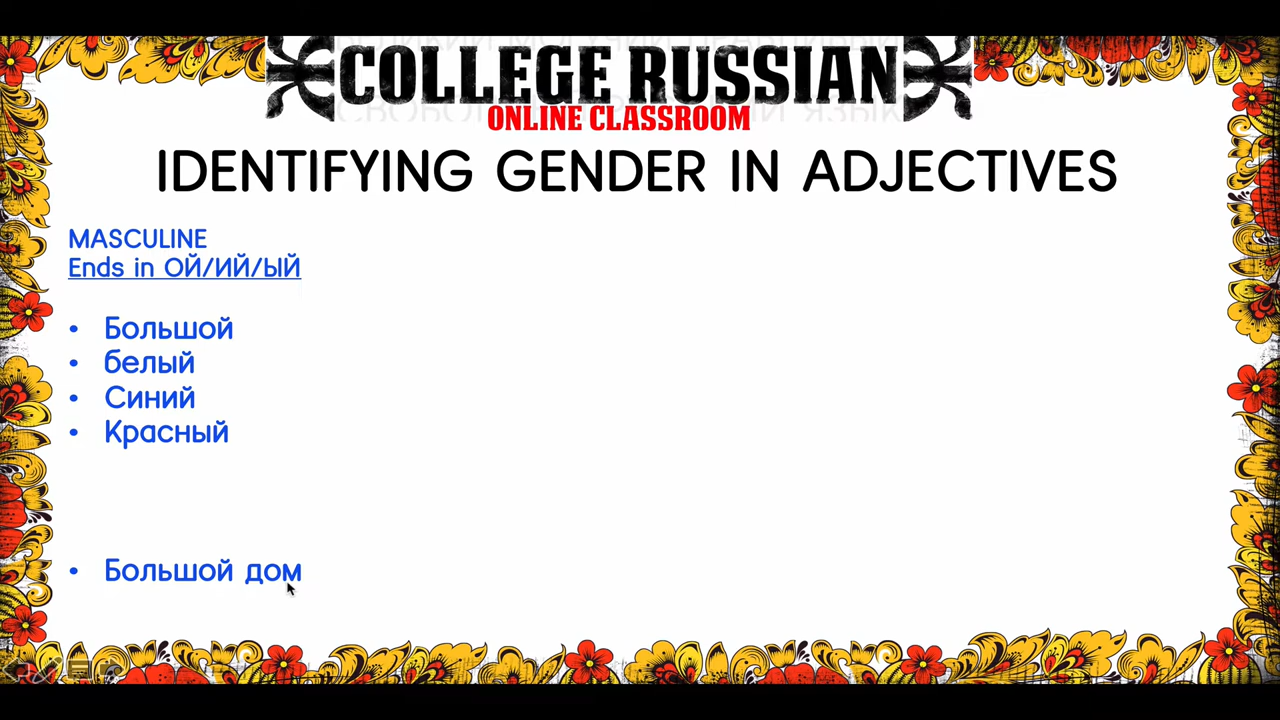 COLLEGE RUSSIAN
ONLINE CLASSROOM
IDENTIFYING GENDER IN ADJECTIVES
MASCULINE
Ends in ОЙ/ИЙ/ЫЙ
• Большой
• белый
• Синий
• Красный
• Большой дом